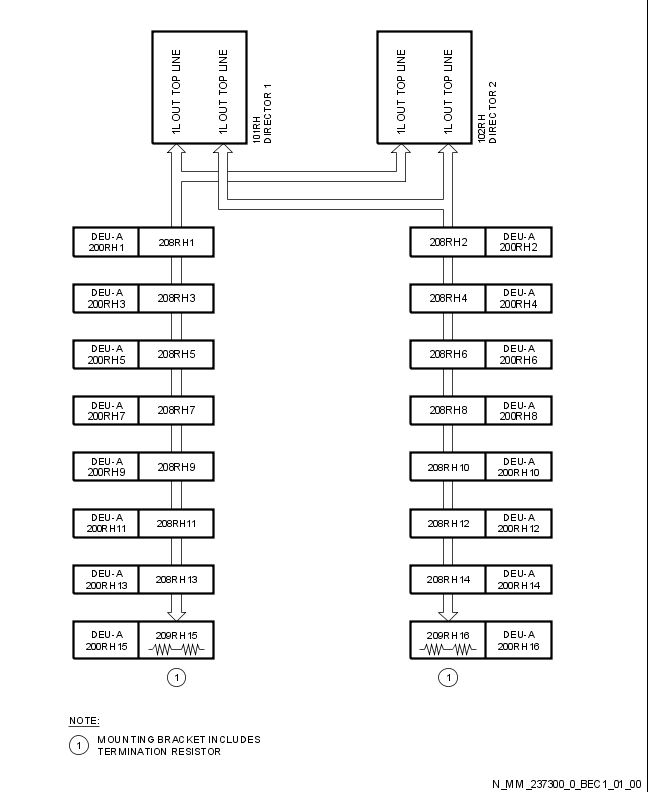 1L OUT TOP LINE
1L OUT TOP LINE
101RH
DIRECTOR 1
1L OUT TOP LINE
1L OUT TOP LINE
102RH
DIRECTOR 2
DEU-A
200RH1
208RH1
208RH2
DEU-A
200RH2
DEU-A
200RH3
208RH3
208RH4
DEU-A
200RH4
DEU-A
200RH5
208RH5
208RH6
DEU-A
200RH6
DEU-A
200RH7
208RH7
208RH8
DEU-A
200RH8
DEU-A
200RH9
208RH9
208RH10
DEU-A
200RH10
DEU-A
200RH11
208RH11
208RH12
DEU-A
200RH12
DEU-A
200RH13
208RH13
208RH14
DEU-A
200RH14
DEU-A
200RH15
209RH15
209RH16
DEU-A
200RH16
1
1
NOTE:
1 MOUNTING BRACKET INCLUDES
TERMINATION RESISTOR
N_MM_237300_0_BEC1_01_00